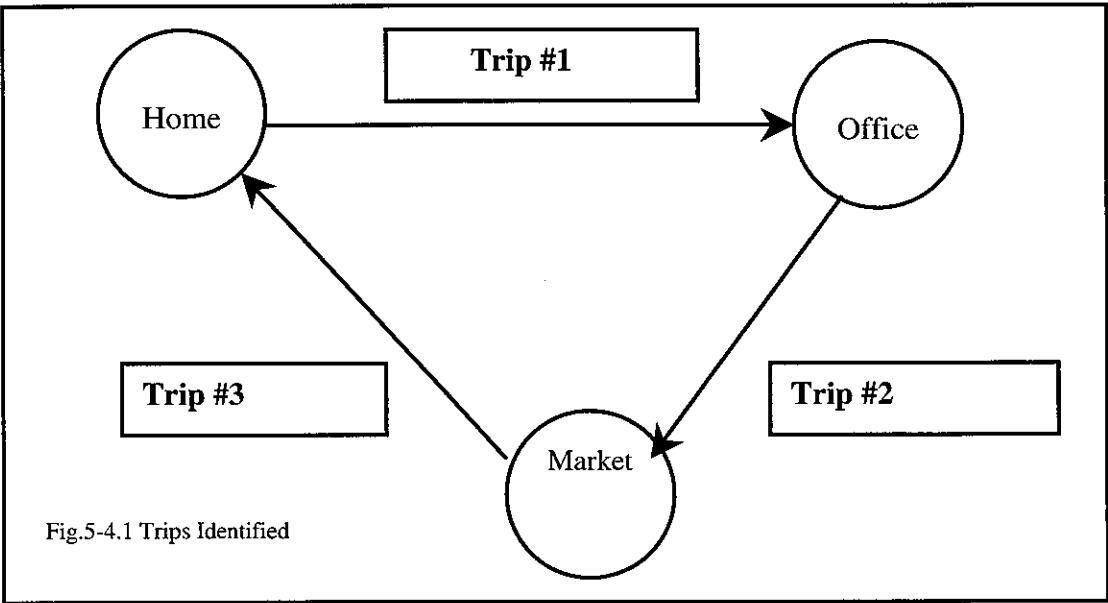 Trip #1
Home
Office
Trip #3
Trip #2
Market
Fig.5-4.1 Trips Identified